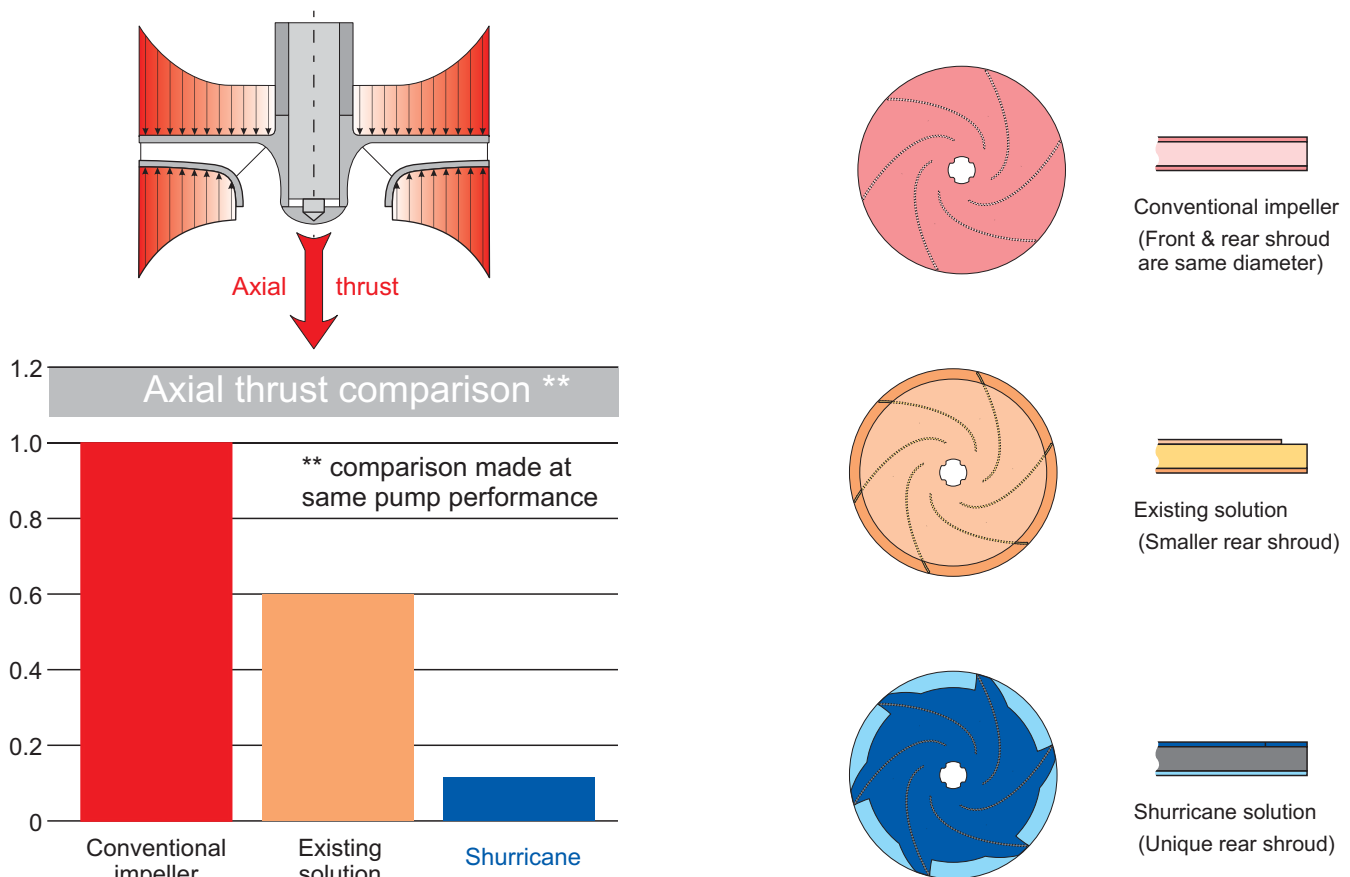 Axial thrust
1.2
Axial thrust comparison **
1.0
** comparison made at
same pump performance
0.8
0.6
0.4
0.2
0
Conventional
impeller
Existing
solution
Shurricane
Conventional impeller
(Front & rear shroud
are same diameter)
Existing solution
(Smaller rear shroud)
Shurricane solution
(Unique rear shroud)